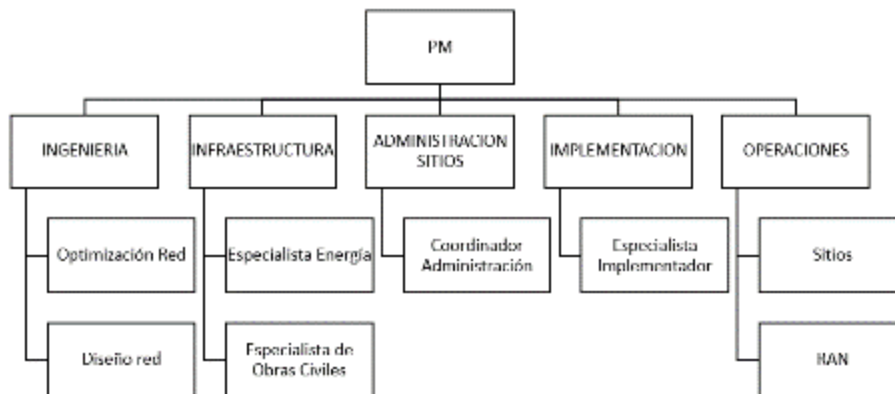 PM
INGENIERIA
INFRAESTRUCTURA
ADMINISTRACION
SITIOS
IMPLEMENTACION
OPERACIONES
Optimización Red
Especialista Energía
Coordinador
Administración
Especialista
Implementador
Sitios
Diseño red
Especialista de
Obras Civiles
RAN